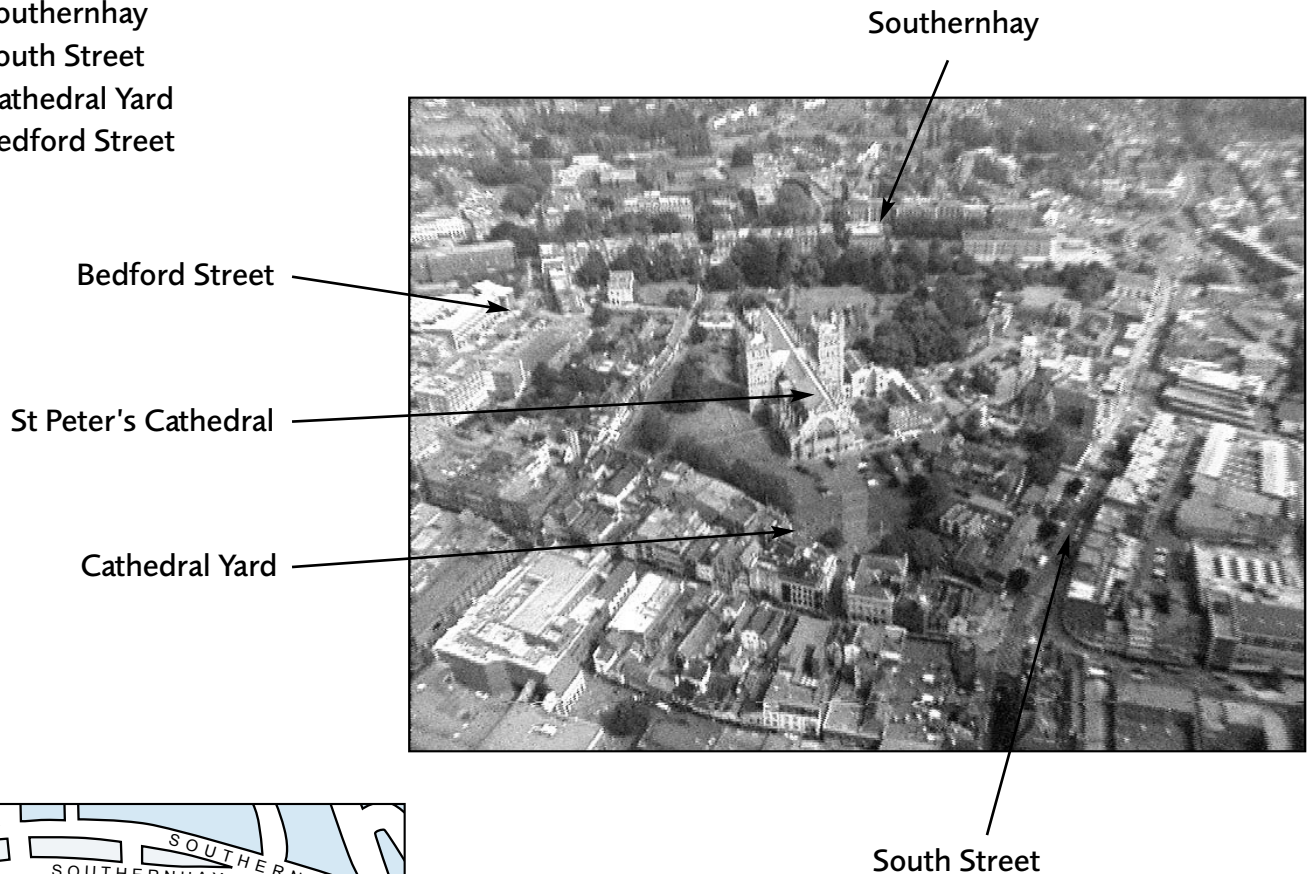 outhernhay
outh Street
athedral Yard
edford Street
Southernhay
Bedford Street
St Peter's Cathedral
Cathedral Yard
South Street
SOUTHERN
SOUTHERNHAY